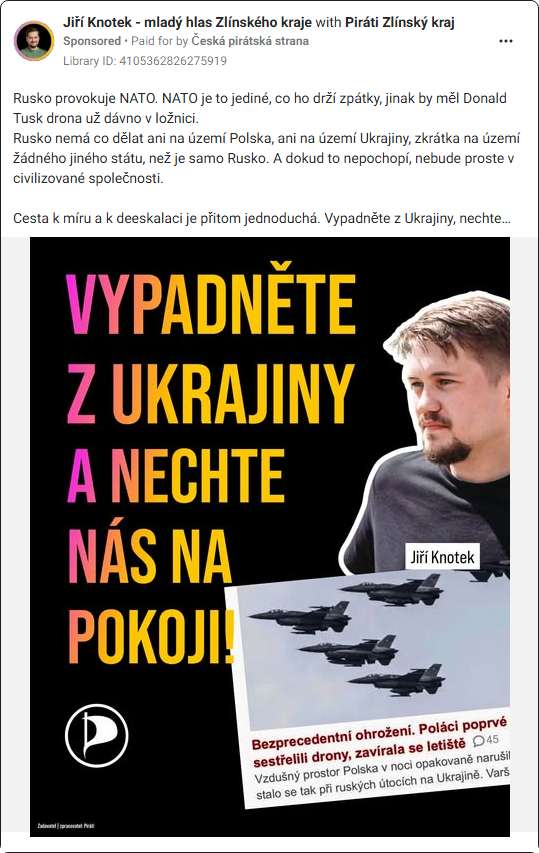 Jiří Knotek - mladý hlas Zlínského kraje with Piráti Zlínský kraj
Sponsored • Paid for by Česká pirátská strana
Library ID: 4105362826275919
Rusko provokuje NATO. NATO je to jediné, co ho drží zpátky, jinak by měl Donald
Tusk drona už dávno v ložnici.
Rusko nemá co dělat ani na území Polska, ani na území Ukrajiny, zkrátka na území
žádného jiného státu, než je samo Rusko. A dokud to nepochopí, nebude proste v
civilizované společnosti.
Cesta k míru a k deeskalaci je přitom jednoduchá. Vypadněte z Ukrajiny, nechte...
VYPADNĚTE
Z UKRAJINY
A NECHTE
NÁS NA
POKOJI!
Jiří Knotek
Bezprecedentní ohrožení. Poláci poprvé
sestřelili drony, zavírala se letiště 45
Vzdušný prostor Polska v noci opakovaně narušil
stalo se tak při ruských útocích na Ukrajině. Varš
Zadavatel | zpracovatel: Piráti